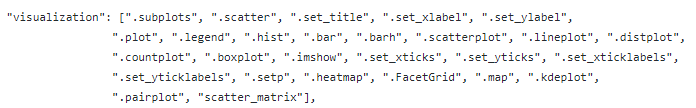 "visualization": [".subplots", ".scatter", ".set_title", ".set_xlabel", ".set_ylabel",
".plot", ".legend", ".hist", ".bar", ".barh", ".scatterplot", ".lineplot", ".distplot",
".countplot", ".boxplot", ".imshow", ".set_xticks", ".set_yticks", ".set_xticklabels",
".set_yticklabels", ".setp", ".heatmap", ".FacetGrid", ".map", ".kdeplot",
".pairplot", "scatter_matrix"],